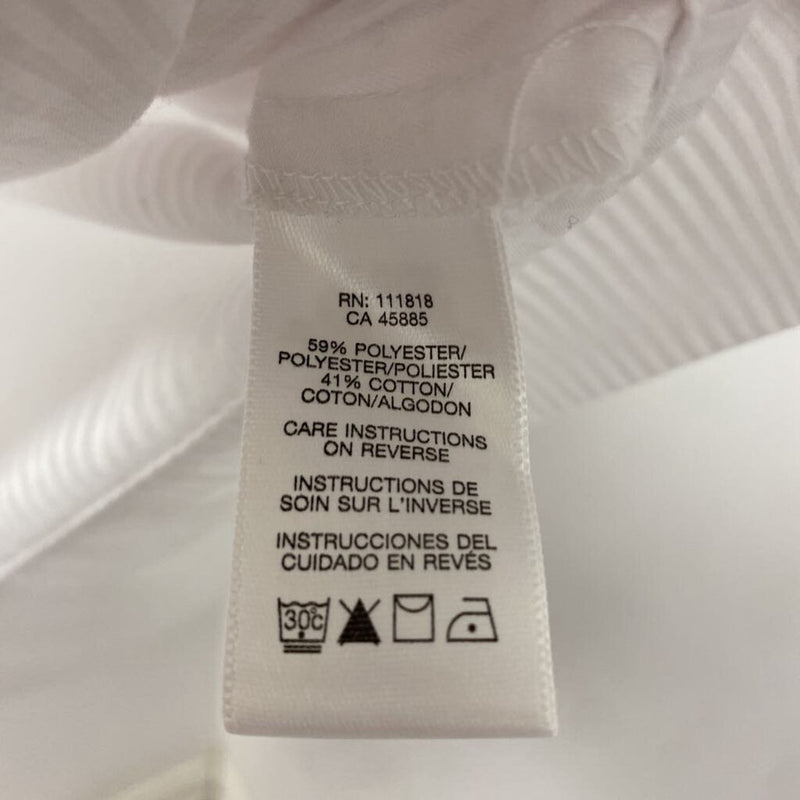 RN: 111818
CA 45885
59% POLYESTER/
POLYESTER/POLIESTER
41% COTTON/
COTON/ALGODON
CARE INSTRUCTIONS
ON REVERSE
INSTRUCTIONS DE
SOIN SUR L'INVERSE
INSTRUCCIONES DEL
CUIDADO EN REVÉS
30°C